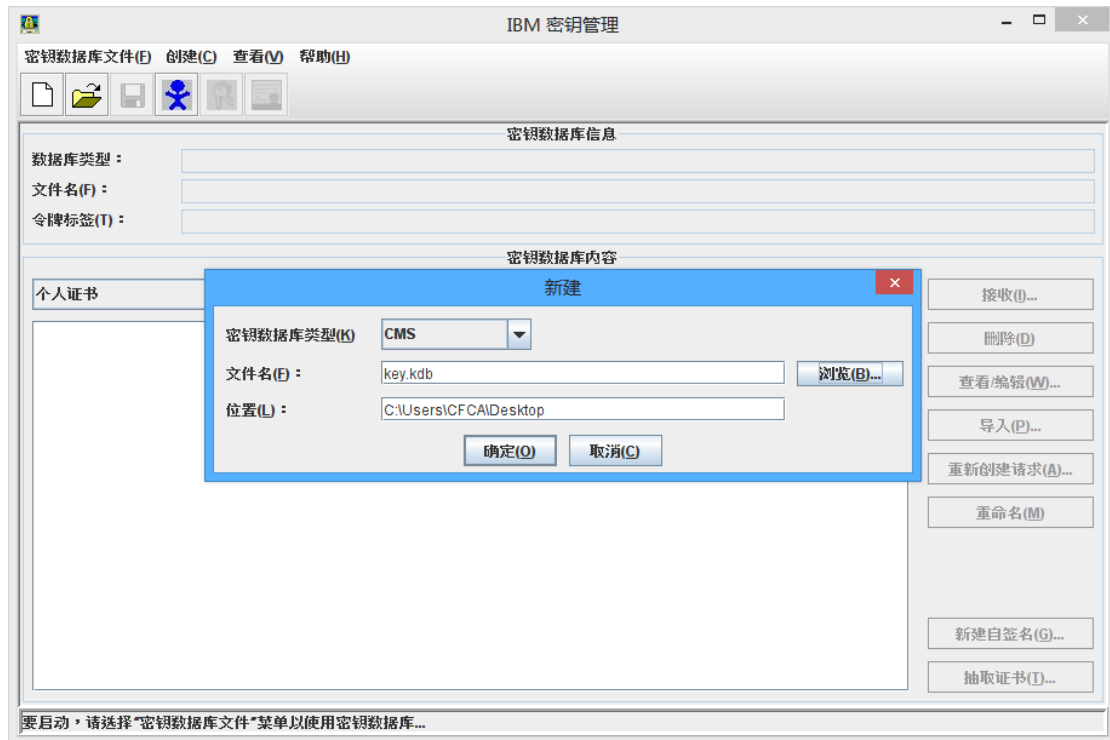 IBM 密钥管理
密钥数据库文件(F) 创建(C) 查看(V) 帮助(H)
密钥数据库信息
数据库类型：
文件名(F)：
令牌标签(T)：
密钥数据库内容
个人证书
新建
密钥数据库类型(K) CMS
文件名(F)： key.kdb 浏览(B)...
位置(L)： C:\Users\CFCA\Desktop
确定(O) 取消(C)
接收(I)...
删除(D)
查看/编辑(W)...
导入(P)...
重新创建请求(A)...
重命名(M)
新建自签名(G)...
抽取证书(T)...
要启动，请选择“密钥数据库文件”菜单以使用密钥数据库...